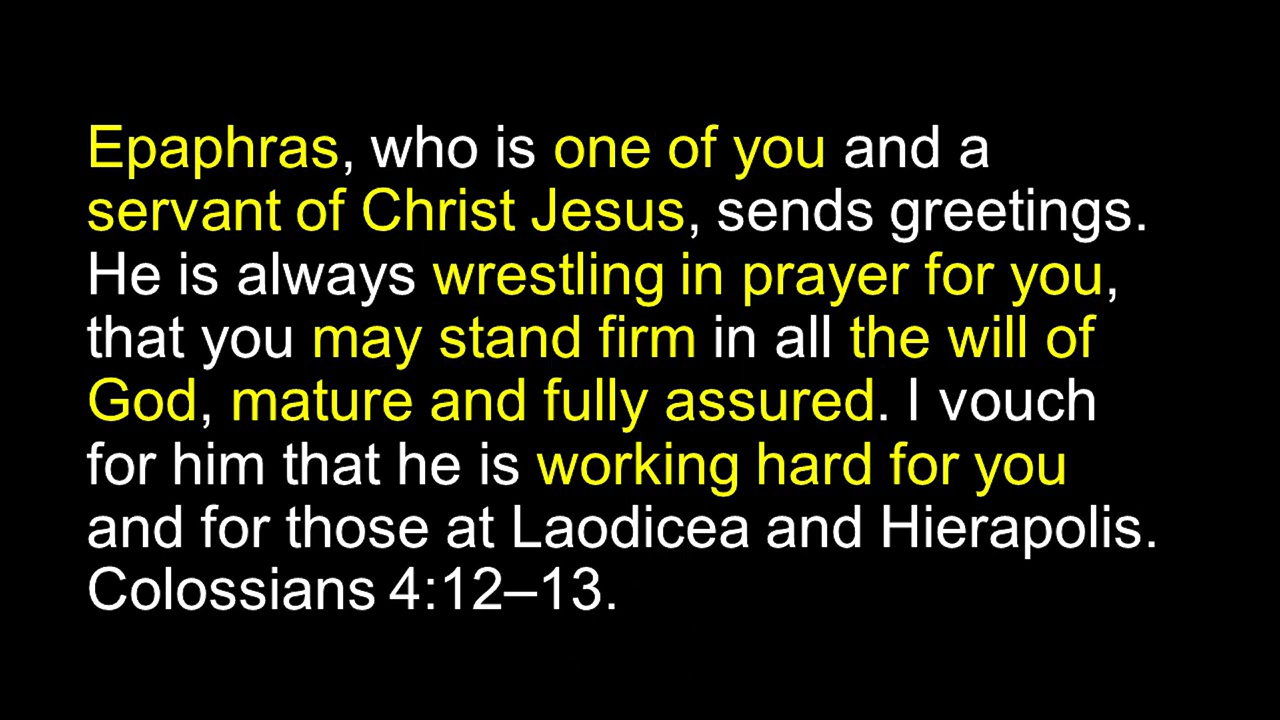 Epaphras, who is one of you and a
servant of Christ Jesus, sends greetings.
He is always wrestling in prayer for you,
that you may stand firm in all the will of
God, mature and fully assured. I vouch
for him that he is working hard for you
and for those at Laodicea and Hierapolis.
Colossians 4:12–13.